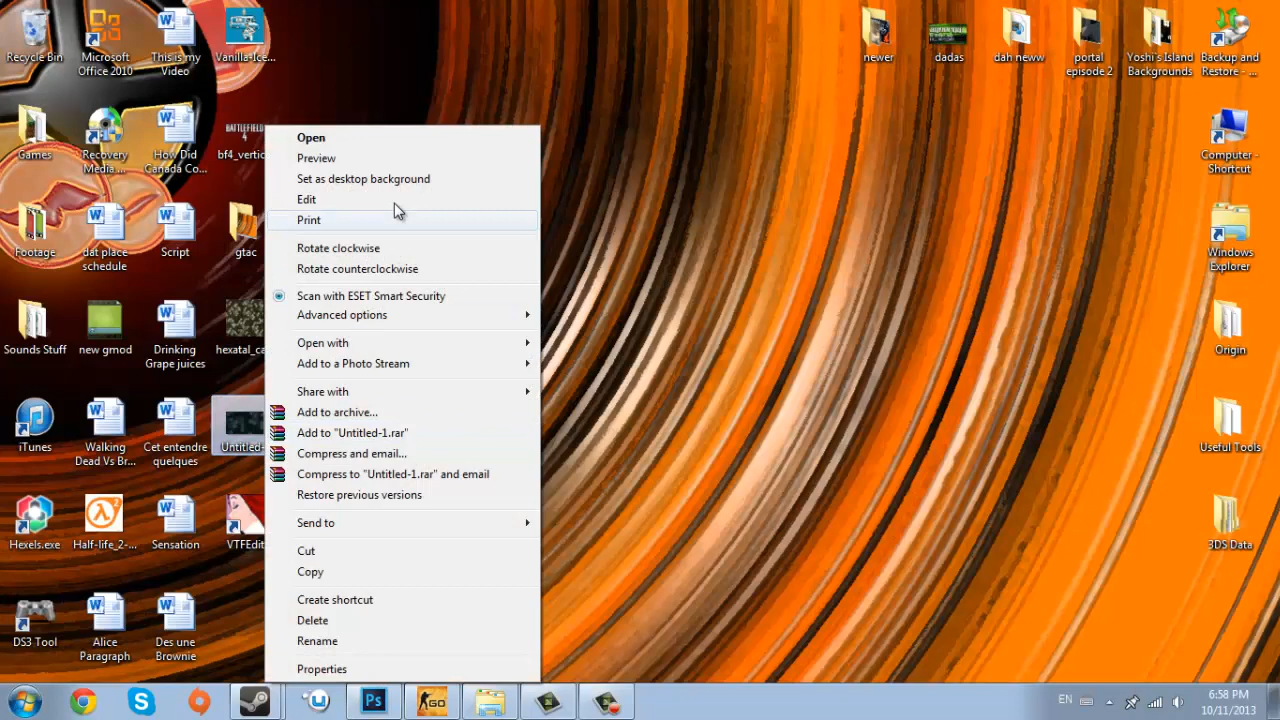 Recycle Bin
Microsoft
Office 2010
This is my
Video
Vanilla-Ice...
newer
dadas
dah neww
portal
episode 2
Yoshi's Island
Backgrounds
Backup and
Restore - ...
Games
Recovery
Media ...
How Did
Canada Co...
BATTLEFIELD
4
bf4_vertic
Computer -
Shortcut
Footage
dat place
schedule
Script
gtac
Windows
Explorer
Sounds Stuff
new gmod
Drinking
Grape juices
hexatal_ca
Origin
iTunes
Walking
Dead Vs Br...
Cet entendre
quelques
Untitled-
Useful Tools
Hexels.exe
Half-life_2-...
Sensation
VTFEdit
3DS Data
DS3 Tool
Alice
Paragraph
Des une
Brownie
Open
Preview
Set as desktop background
Edit
Print
Rotate clockwise
Rotate counterclockwise
Scan with ESET Smart Security
Advanced options
Open with
Add to a Photo Stream
Share with
Add to archive...
Add to "Untitled-1.rar"
Compress and email...
Compress to "Untitled-1.rar" and email
Restore previous versions
Send to
Cut
Copy
Create shortcut
Delete
Rename
Properties
Ps
GO
EN
6:58 PM
10/11/2013